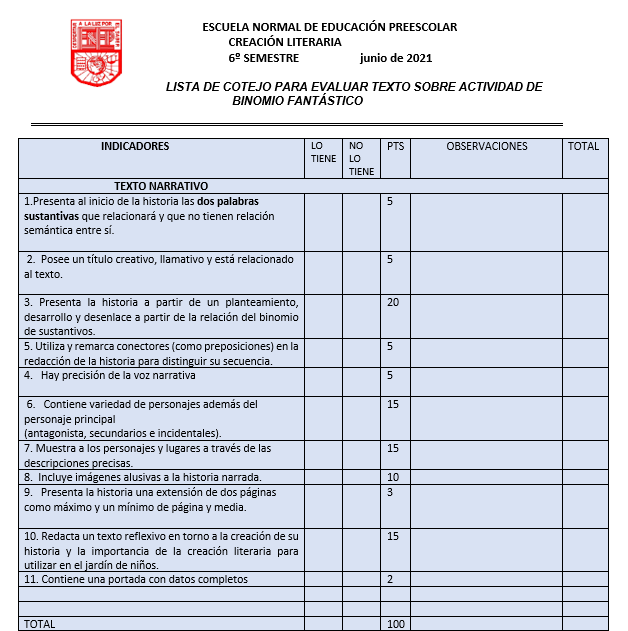 ESCUELA NORMAL DE EDUCACIÓN PREESCOLAR
CREACIÓN LITERARIA
6º SEMESTRE junio de 2021
LISTA DE COTEJO PARA EVALUAR TEXTO SOBRE ACTIVIDAD DE
BINOMIO FANTÁSTICO
INDICADORES LO TIENE NO LO TIENE PTS OBSERVACIONES TOTAL
TEXTO NARRATIVO
1.Presenta al inicio de la historia las dos palabras 5
sustantivas que relacionará y que no tienen relación
semántica entre sí.
2. Posee un título creativo, llamativo y está relacionado 5
al texto.
3. Presenta la historia a partir de un planteamiento, 20
desarrollo y desenlace a partir de la relación del binomio
de sustantivos.
5. Utiliza y remarca conectores (como preposiciones) en la 5
redacción de la historia para distinguir su secuencia.
4. Hay precisión de la voz narrativa 5
6. Contiene variedad de personajes además del 15
personaje principal
(antagonista, secundarios e incidentales).
7. Muestra a los personajes y lugares a través de las 15
descripciones precisas.
8. Incluye imágenes alusivas a la historia narrada. 10
9. Presenta la historia una extensión de dos páginas 3
como máximo y un mínimo de página y media.
10. Redacta un texto reflexivo en torno a la creación de su 15
historia y la importancia de la creación literaria para
utilizar en el jardín de niños.
11. Contiene una portada con datos completos 2
TOTAL 100